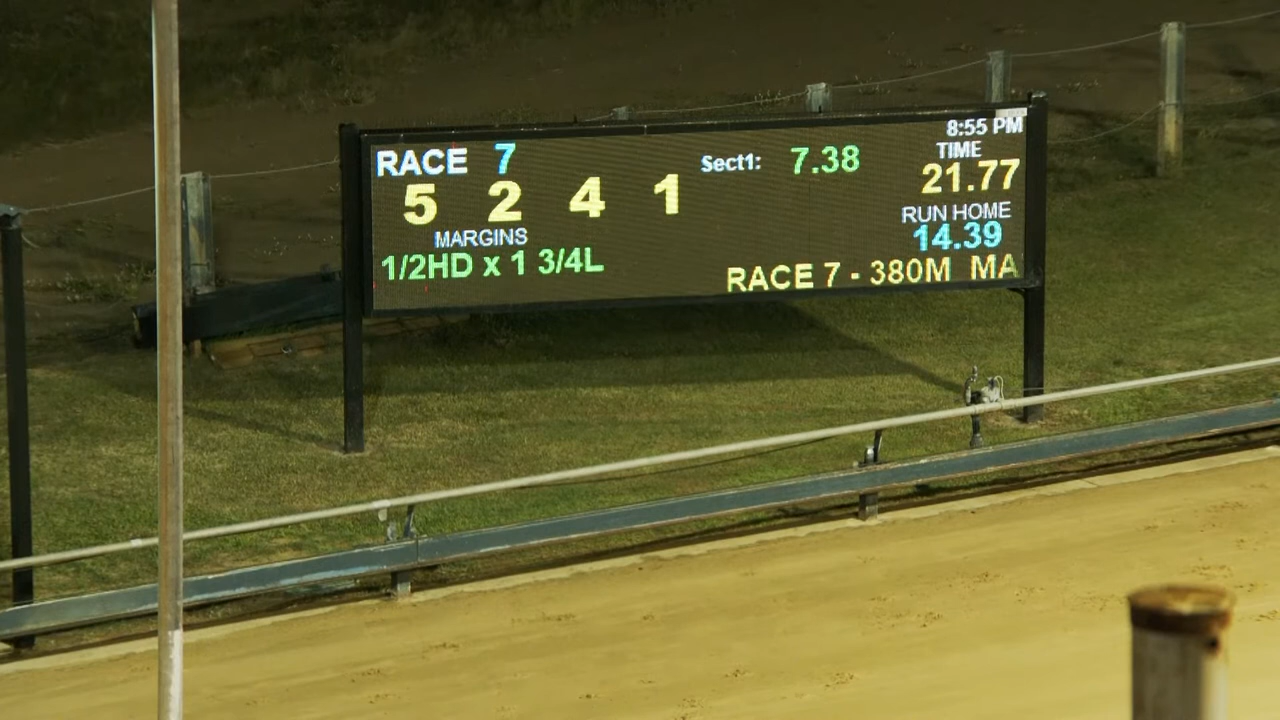 8:55 PM
RACE 7 Sect1: 7.38 TIME
5 2 4 1 21.77
MARGINS RUN HOME
1/2HD x 1 3/4L 14.39
RACE 7 - 380M MA